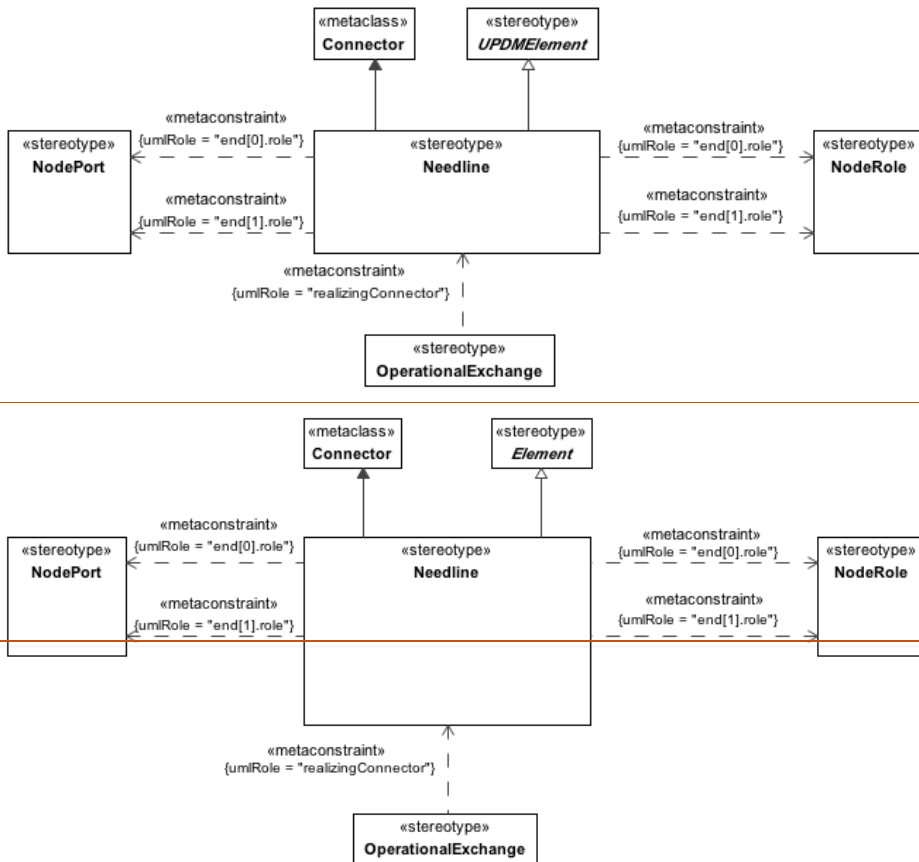 «metaclass»
Connector
«stereotype»
UPDMElement
«metaconstraint»
{umlRole = "end[0].role"}
«metaconstraint»
{umlRole = "end[0].role"}
«stereotype»
NodePort
«stereotype»
Needline
«stereotype»
NodeRole
«metaconstraint»
{umlRole = "end[1].role"}
«metaconstraint»
{umlRole = "end[1].role"}
«metaconstraint»
{umlRole = "realizingConnector"}
«stereotype»
OperationalExchange
«metaclass»
Connector
«stereotype»
Element
«metaconstraint»
{umlRole = "end[0].role"}
«metaconstraint»
{umlRole = "end[0].role"}
«stereotype»
NodePort
«stereotype»
Needline
«stereotype»
NodeRole
«metaconstraint»
{umlRole = "end[1].role"}
«metaconstraint»
{umlRole = "end[1].role"}
«metaconstraint»
{umlRole = "realizingConnector"}
«stereotype»
OperationalExchange